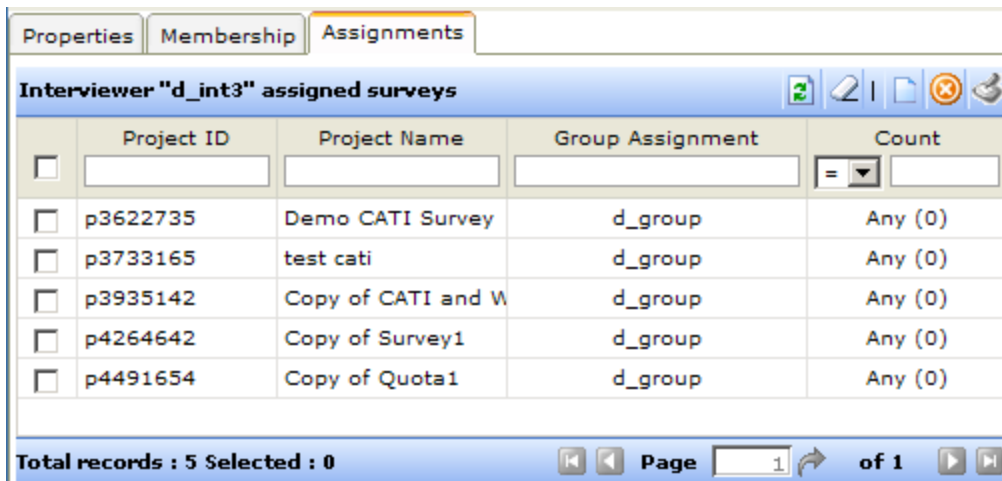 Properties Membership Assignments
Interviewer "d_int3" assigned surveys
Project ID Project Name Group Assignment Count
=
p3622735 Demo CATI Survey d_group Any (0)
p3733165 test cati d_group Any (0)
p3935142 Copy of CATI and W d_group Any (0)
p4264642 Copy of Survey1 d_group Any (0)
p4491654 Copy of Quota1 d_group Any (0)
Total records : 5 Selected : 0 Page 1 of 1